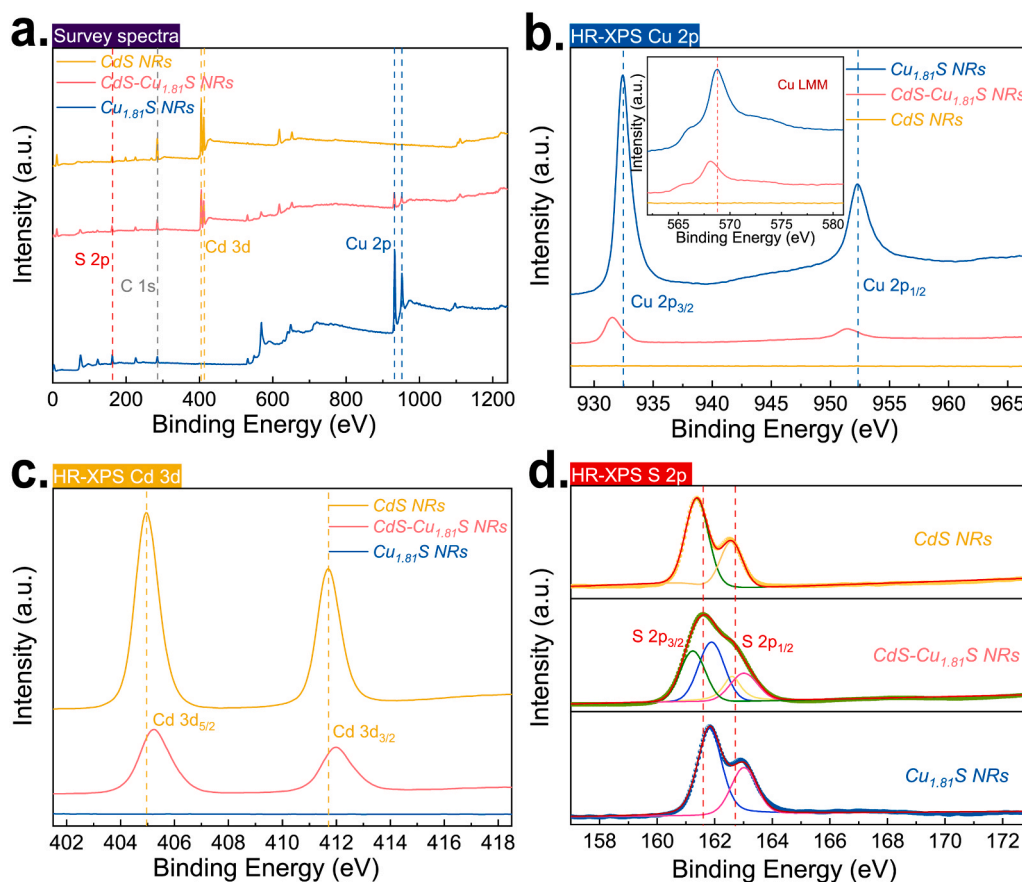 a.
Survey spectra
CdS NRs
CdS-Cu1.81S NRs
Cu1.81S NRs
S 2p
C 1s
Cd 3d
Cu 2p
Intensity (a.u.)
0 200 400 600 800 1000 1200
Binding Energy (eV)
b.
HR-XPS Cu 2p
Cu1.81S NRs
CdS-Cu1.81S NRs
CdS NRs
Cu LMM
Intensity (a.u.)
565 570 575 580
Binding Energy (eV)
Cu 2p3/2
Cu 2p1/2
Intensity (a.u.)
930 935 940 945 950 955 960 965
Binding Energy (eV)
c.
HR-XPS Cd 3d
CdS NRs
CdS-Cu1.81S NRs
Cu1.81S NRs
Cd 3d5/2
Cd 3d3/2
Intensity (a.u.)
402 404 406 408 410 412 414 416 418
Binding Energy (eV)
d.
HR-XPS S 2p
CdS NRs
S 2p3/2
S 2p1/2
CdS-Cu1.81S NRs
Cu1.81S NRs
Intensity (a.u.)
158 160 162 164 166 168 170 172
Binding Energy (eV)